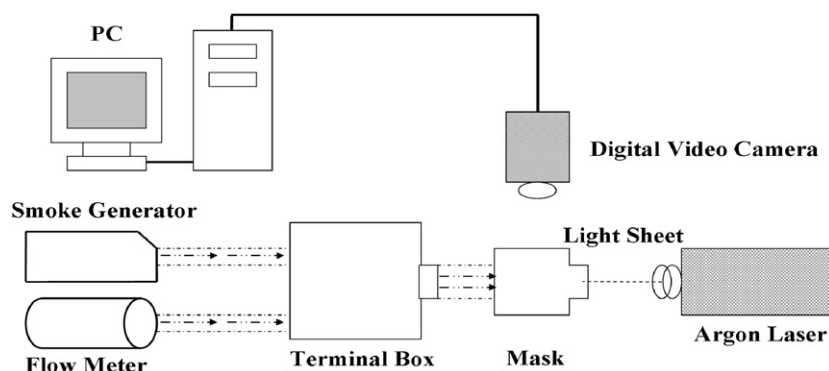 PC
Digital Video Camera
Smoke Generator
Light Sheet
Flow Meter
Terminal Box
Mask
Argon Laser